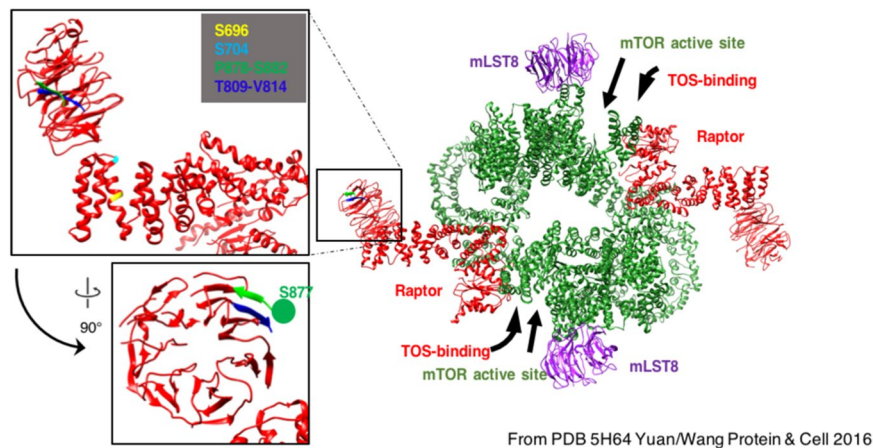 S696
S704
P878-S882
T809-V814
mLST8
mTOR active site
TOS-binding
Raptor
S877
90°
Raptor
TOS-binding
mTOR active site
mLST8
From PDB 5H64 Yuan/Wang Protein & Cell 2016